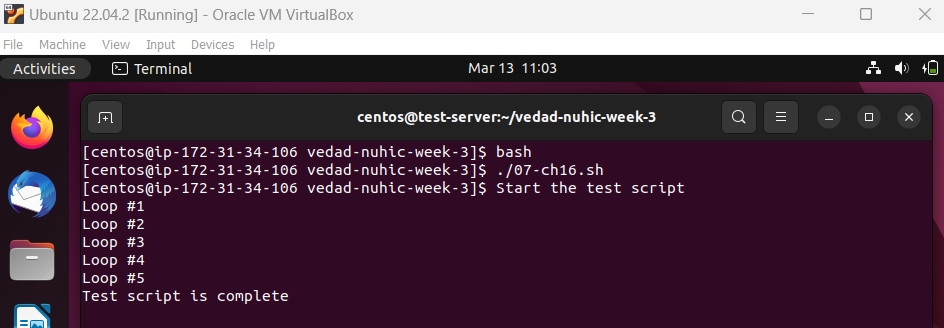 Ubuntu 22.04.2 [Running] - Oracle VM VirtualBox
File Machine View Input Devices Help
Activities Terminal Mar 13 11:03
centos@test-server:~/vedad-nuhic-week-3
[centos@ip-172-31-34-106 vedad-nuhic-week-3]$ bash
[centos@ip-172-31-34-106 vedad-nuhic-week-3]$ ./07-ch16.sh
[centos@ip-172-31-34-106 vedad-nuhic-week-3]$ Start the test script
Loop #1
Loop #2
Loop #3
Loop #4
Loop #5
Test script is complete